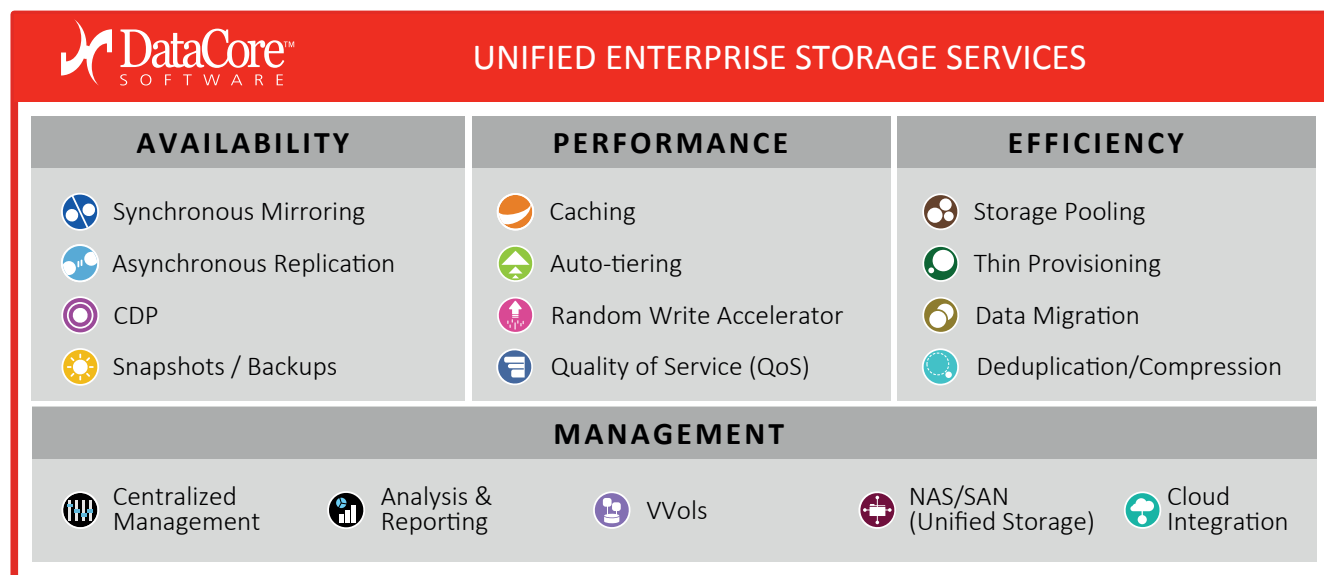 DataCore™
SOFTWARE
UNIFIED ENTERPRISE STORAGE SERVICES
AVAILABILITY
Synchronous Mirroring
Asynchronous Replication
CDP
Snapshots / Backups
PERFORMANCE
Caching
Auto-tiering
Random Write Accelerator
Quality of Service (QoS)
EFFICIENCY
Storage Pooling
Thin Provisioning
Data Migration
Deduplication/Compression
MANAGEMENT
Centralized
Management
Analysis &
Reporting
VVols
NAS/SAN
(Unified Storage)
Cloud
Integration